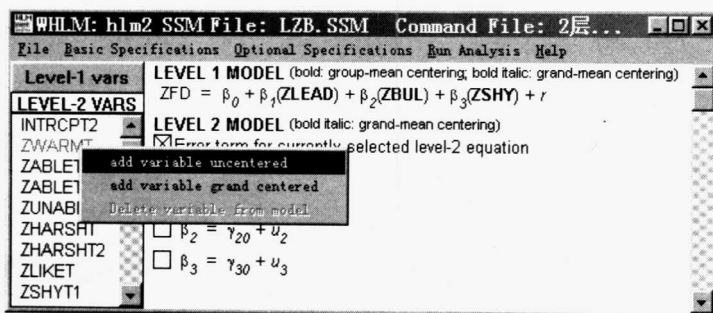 WHLM: hlm2 SSM File: LZB.SSM Command File: 2层...
File Basic Specifications Optional Specifications Run Analysis Help
Level-1 vars
LEVEL-2 VARS
INTRCPT2
ZWARMT
ZABLET
ZABLET
ZUNABI
ZHARSHT
ZHARSHT2
ZLIKET
ZSHYT1
LEVEL 1 MODEL (bold: group-mean centering; bold italic: grand-mean centering)
ZFD = β0 + β1(ZLEAD) + β2(ZBUL) + β3(ZSHY) + r
LEVEL 2 MODEL (bold italic: grand-mean centering)
Error term for currently selected level-2 equation
add variable uncentered
add variable grand centered
Delete variable from model
β2 = γ20 + u2
β3 = γ30 + u3